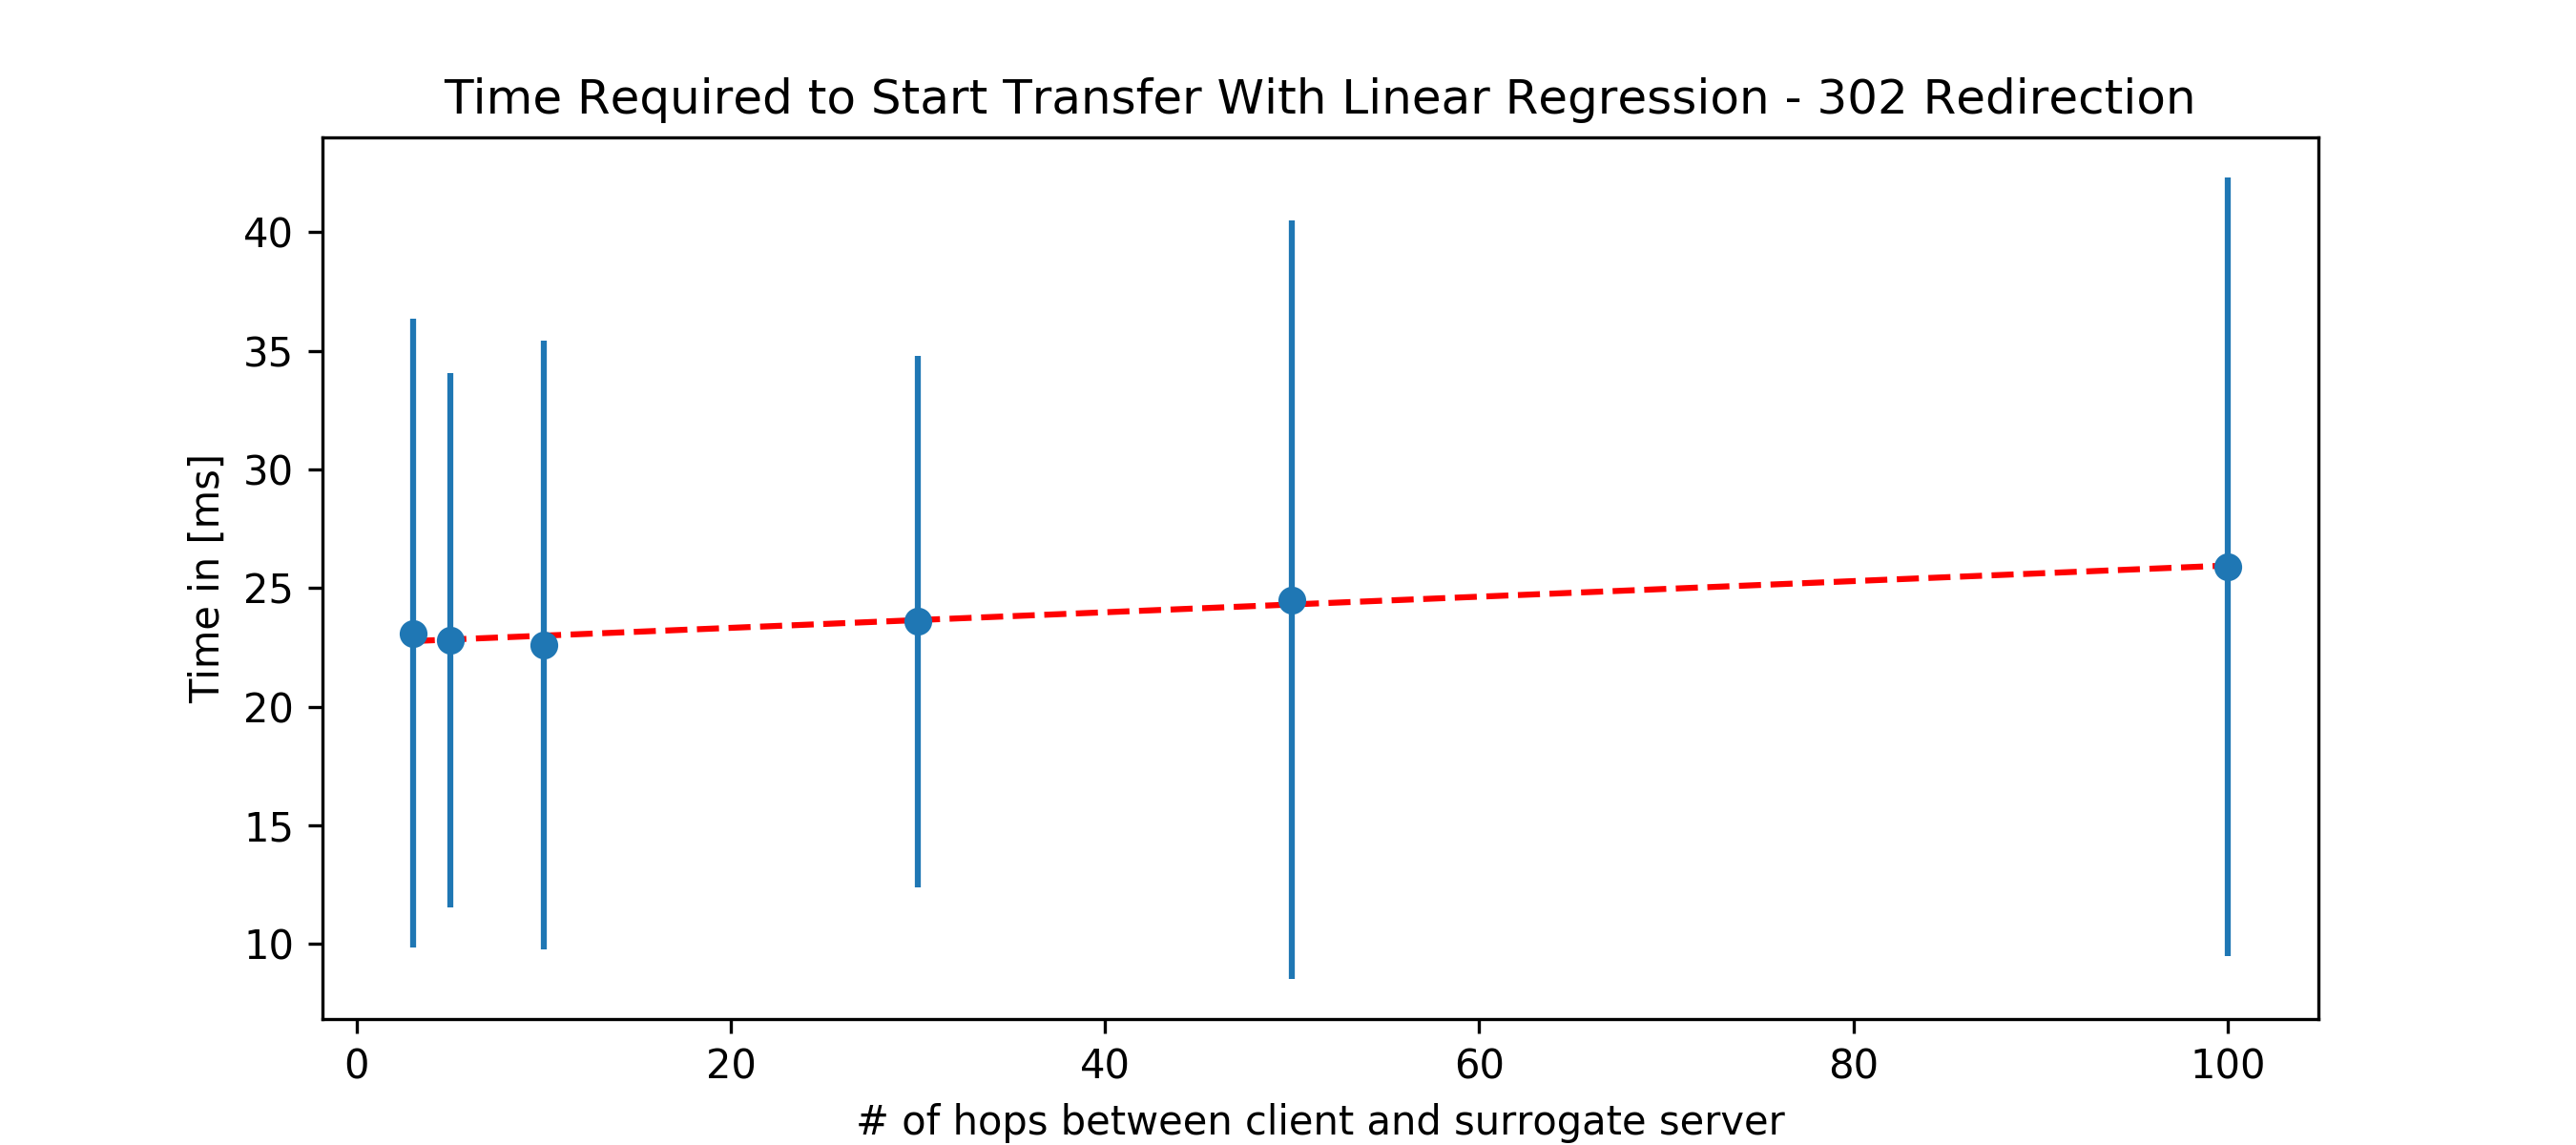 Time Required to Start Transfer With Linear Regression - 302 Redirection
40
35
30
25
20
15
10
Time in [ms]
0 20 40 60 80 100
# of hops between client and surrogate server